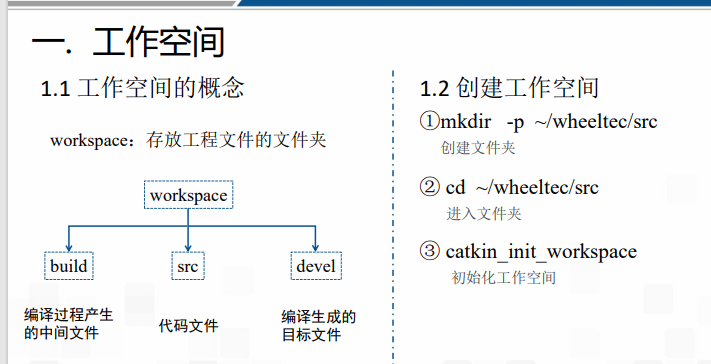 一. 工作空间
1.1 工作空间的概念
workspace：存放工程文件的文件夹
workspace
build
src
devel
编译过程产生
的中间文件
代码文件
编译生成的
目标文件
1.2 创建工作空间
①mkdir -p ~/wheeltec/src
创建文件夹
② cd ~/wheeltec/src
进入文件夹
③ catkin_init_workspace
初始化工作空间